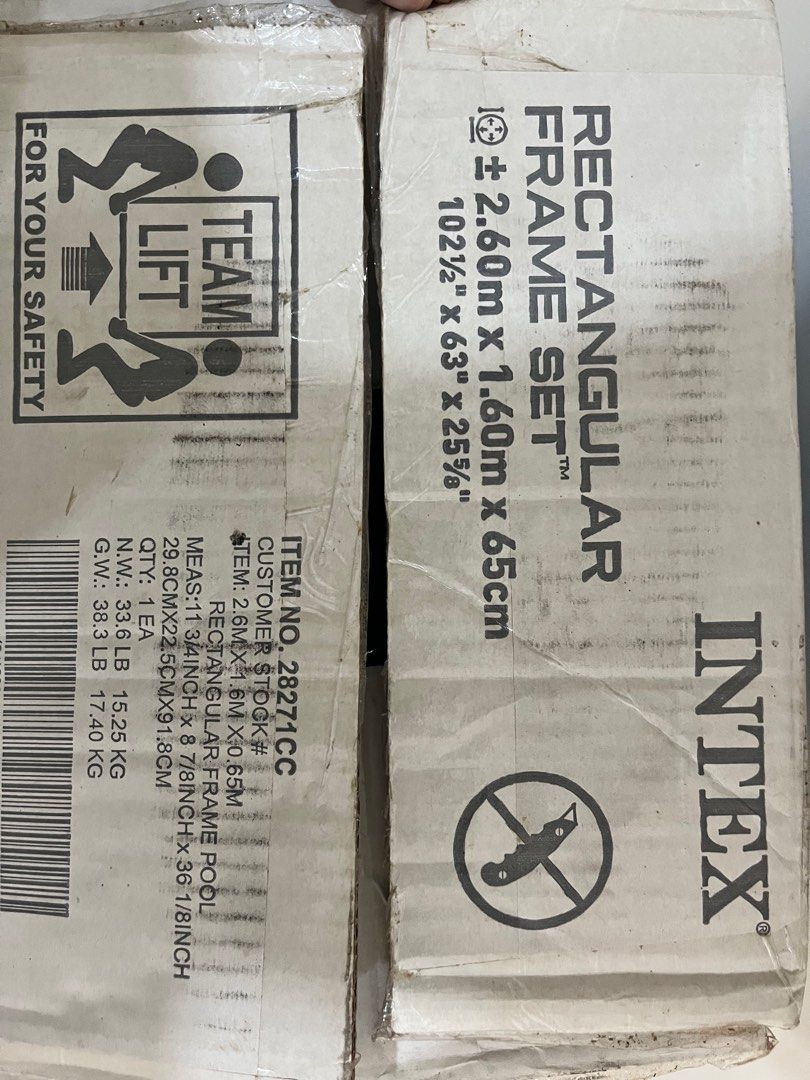 INTEX®
RECTANGULAR
FRAME SET™
± 2.60m x 1.60m x 65cm
102½" x 63" x 25⅝"
TEAM
LIFT
FOR YOUR SAFETY
ITEM NO. 28271CC
CUSTOMER STOCK #
ITEM: 2.6M X 1.6M X 0.65M
RECTANGULAR FRAME POOL
MEAS:11 3/4INCH x 8 7/8INCH x 36 1/8INCH
29.8CMX22.5CMX91.8CM
QTY: 1 EA
N.W.: 33.6 LB 15.25 KG
G.W.: 38.3 LB 17.40 KG